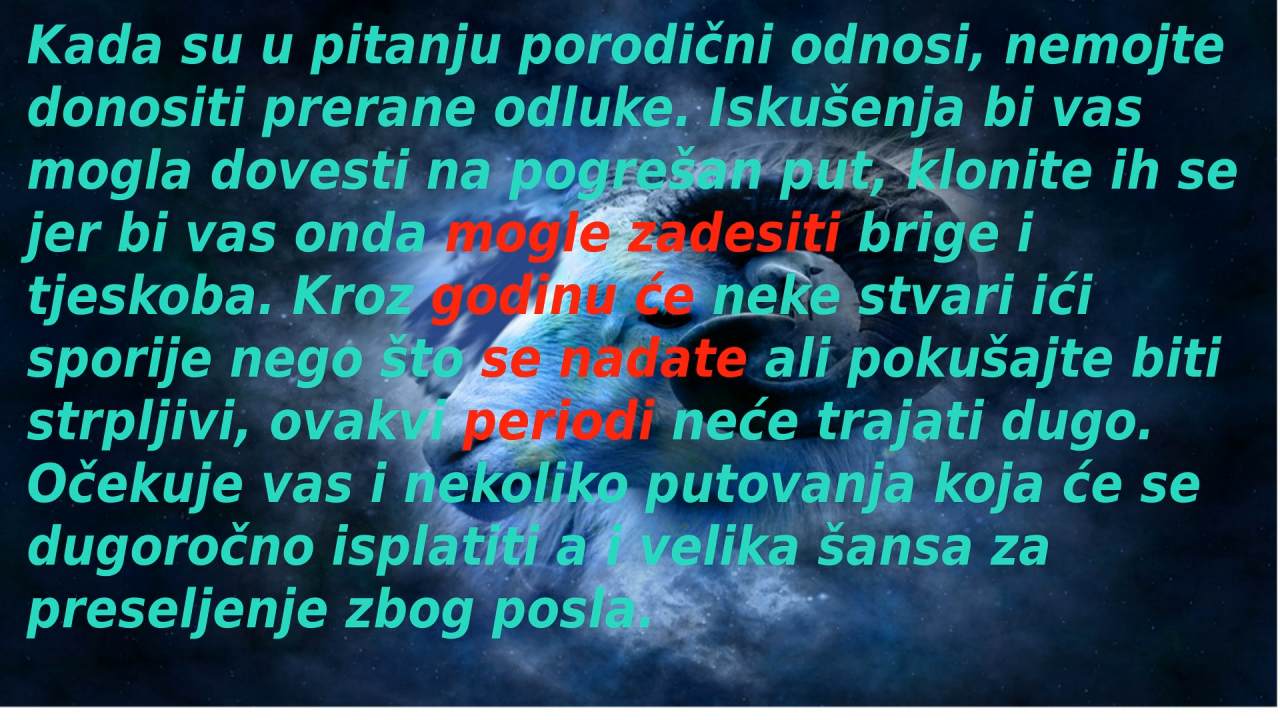 Kada su u pitanju porodični odnosi, nemojte
donositi prerane odluke. Iskušenja bi vas
mogla dovesti na pogrešan put, klonite ih se
jer bi vas onda mogle zadesiti brige i
tjeskoba. Kroz godinu će neke stvari ići
sporije nego što se nadate ali pokušajte biti
strpljivi, ovakvi periodi neće trajati dugo.
Očekuje vas i nekoliko putovanja koja će se
dugoročno isplatiti a i velika šansa za
preseljenje zbog posla.